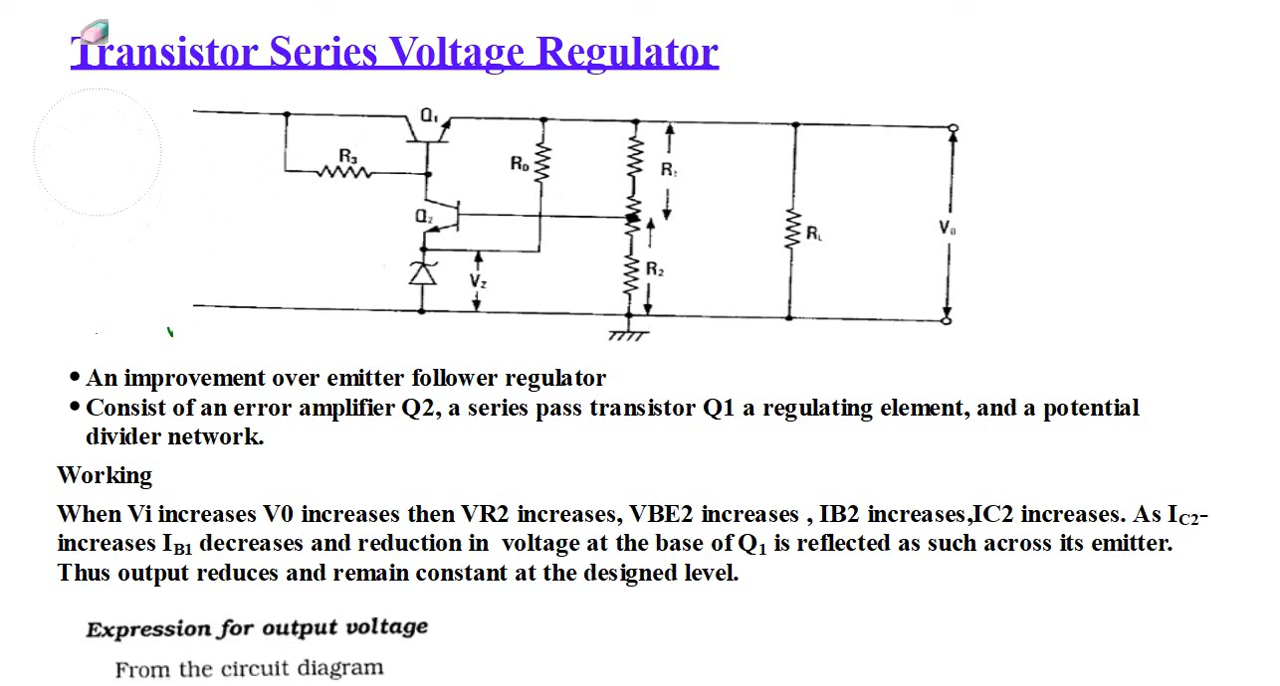 Transistor Series Voltage Regulator
Q₁
R₃
R_D
R₁
Q₂
R_L
V₀
V_Z
R₂
• An improvement over emitter follower regulator
• Consist of an error amplifier Q2, a series pass transistor Q1 a regulating element, and a potential
divider network.
Working
When Vi increases V0 increases then VR2 increases, VBE2 increases , IB2 increases,IC2 increases. As I_C2-
increases I_B1 decreases and reduction in voltage at the base of Q₁ is reflected as such across its emitter.
Thus output reduces and remain constant at the designed level.
Expression for output voltage
From the circuit diagram